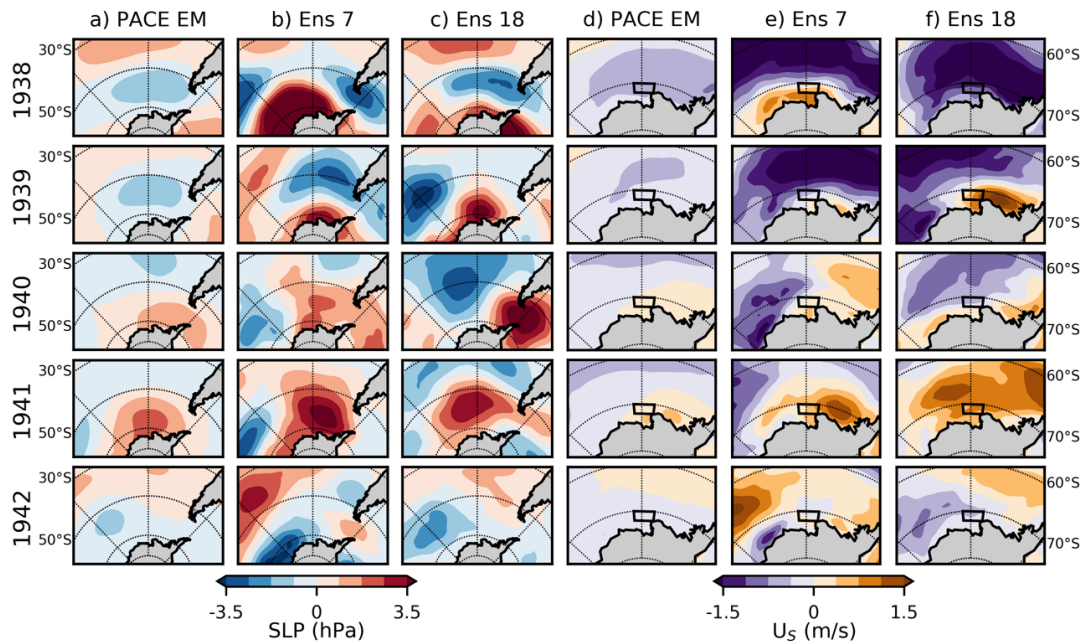 a) PACE EM b) Ens 7 c) Ens 18 d) PACE EM e) Ens 7 f) Ens 18
1938
30°S
50°S
60°S
70°S
1939
30°S
50°S
60°S
70°S
1940
30°S
50°S
60°S
70°S
1941
30°S
50°S
60°S
70°S
1942
30°S
50°S
60°S
70°S
-3.5 0 3.5
SLP (hPa)
-1.5 0 1.5
U_S (m/s)